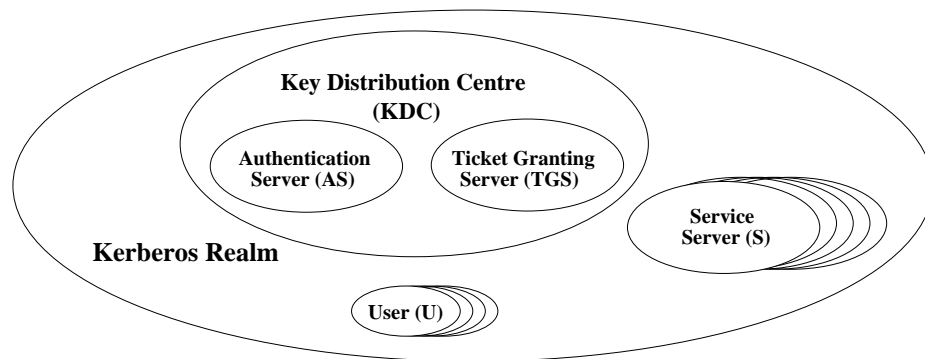 Key Distribution Centre
(KDC)
Authentication
Server (AS)
Ticket Granting
Server (TGS)
Service
Server (S)
Kerberos Realm
User (U)